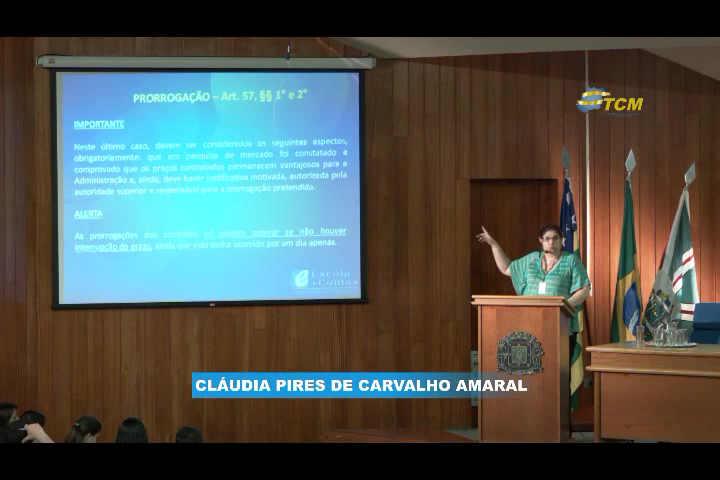 PRORROGAÇÃO – Art. 57, §§ 1° e 2°
TCM
IMPORTANTE
Neste último caso, devem ser considerados os seguintes aspectos,
obrigatoriamente: que em pesquisa de mercado foi constatado e
comprovado que os preços contratados permanecem vantajosos para a
Administração e, ainda, deve haver justificativa motivada, autorizada pela
autoridade superior e responsável para a prorrogação pretendida.
ALERTA
As prorrogações dos contratos só podem ocorrer se não houver
interrupção do prazo, ainda que esta tenha ocorrido por um dia apenas.
Escola
de Contas
CLÁUDIA PIRES DE CARVALHO AMARAL